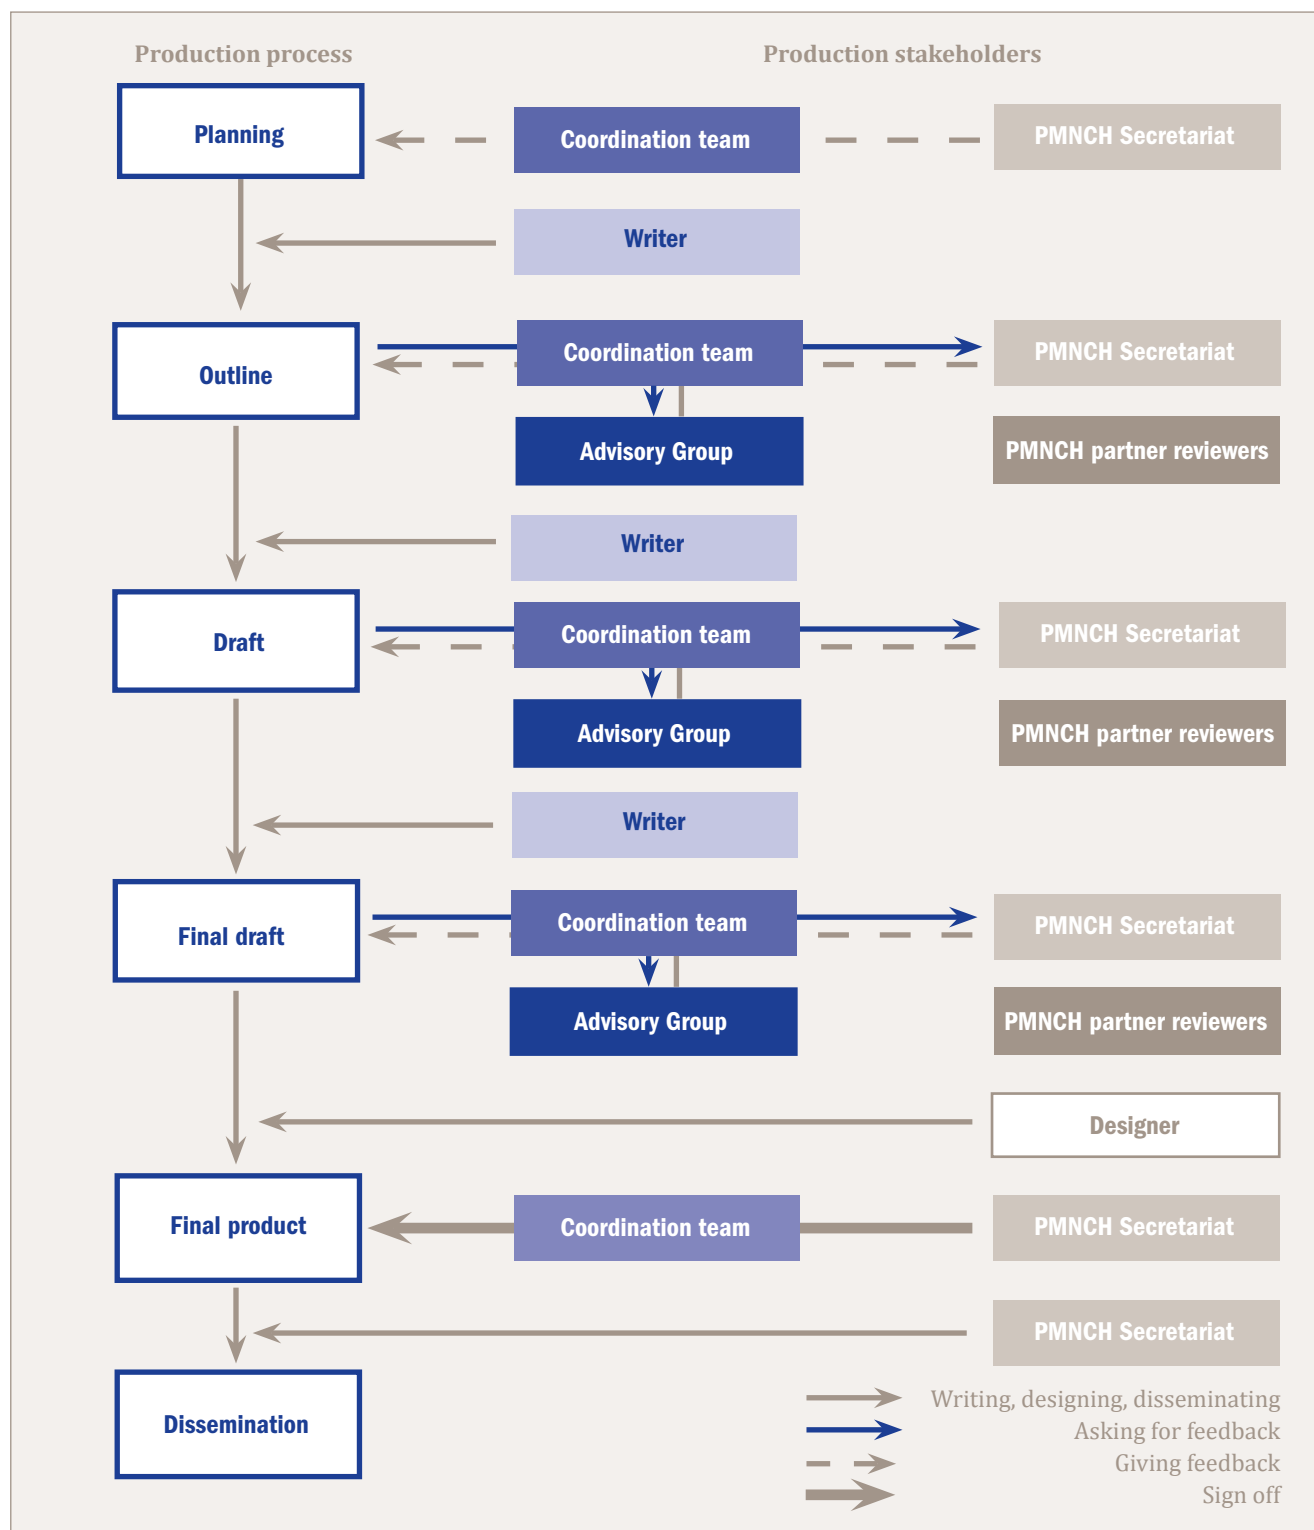 Production process
Production stakeholders
Planning
Coordination team
PMNCH Secretariat
Writer
Outline
Coordination team
PMNCH Secretariat
Advisory Group
PMNCH partner reviewers
Writer
Draft
Coordination team
PMNCH Secretariat
Advisory Group
PMNCH partner reviewers
Writer
Final draft
Coordination team
PMNCH Secretariat
Advisory Group
PMNCH partner reviewers
Designer
Final product
Coordination team
PMNCH Secretariat
PMNCH Secretariat
Dissemination
Writing, designing, disseminating
Asking for feedback
Giving feedback
Sign off